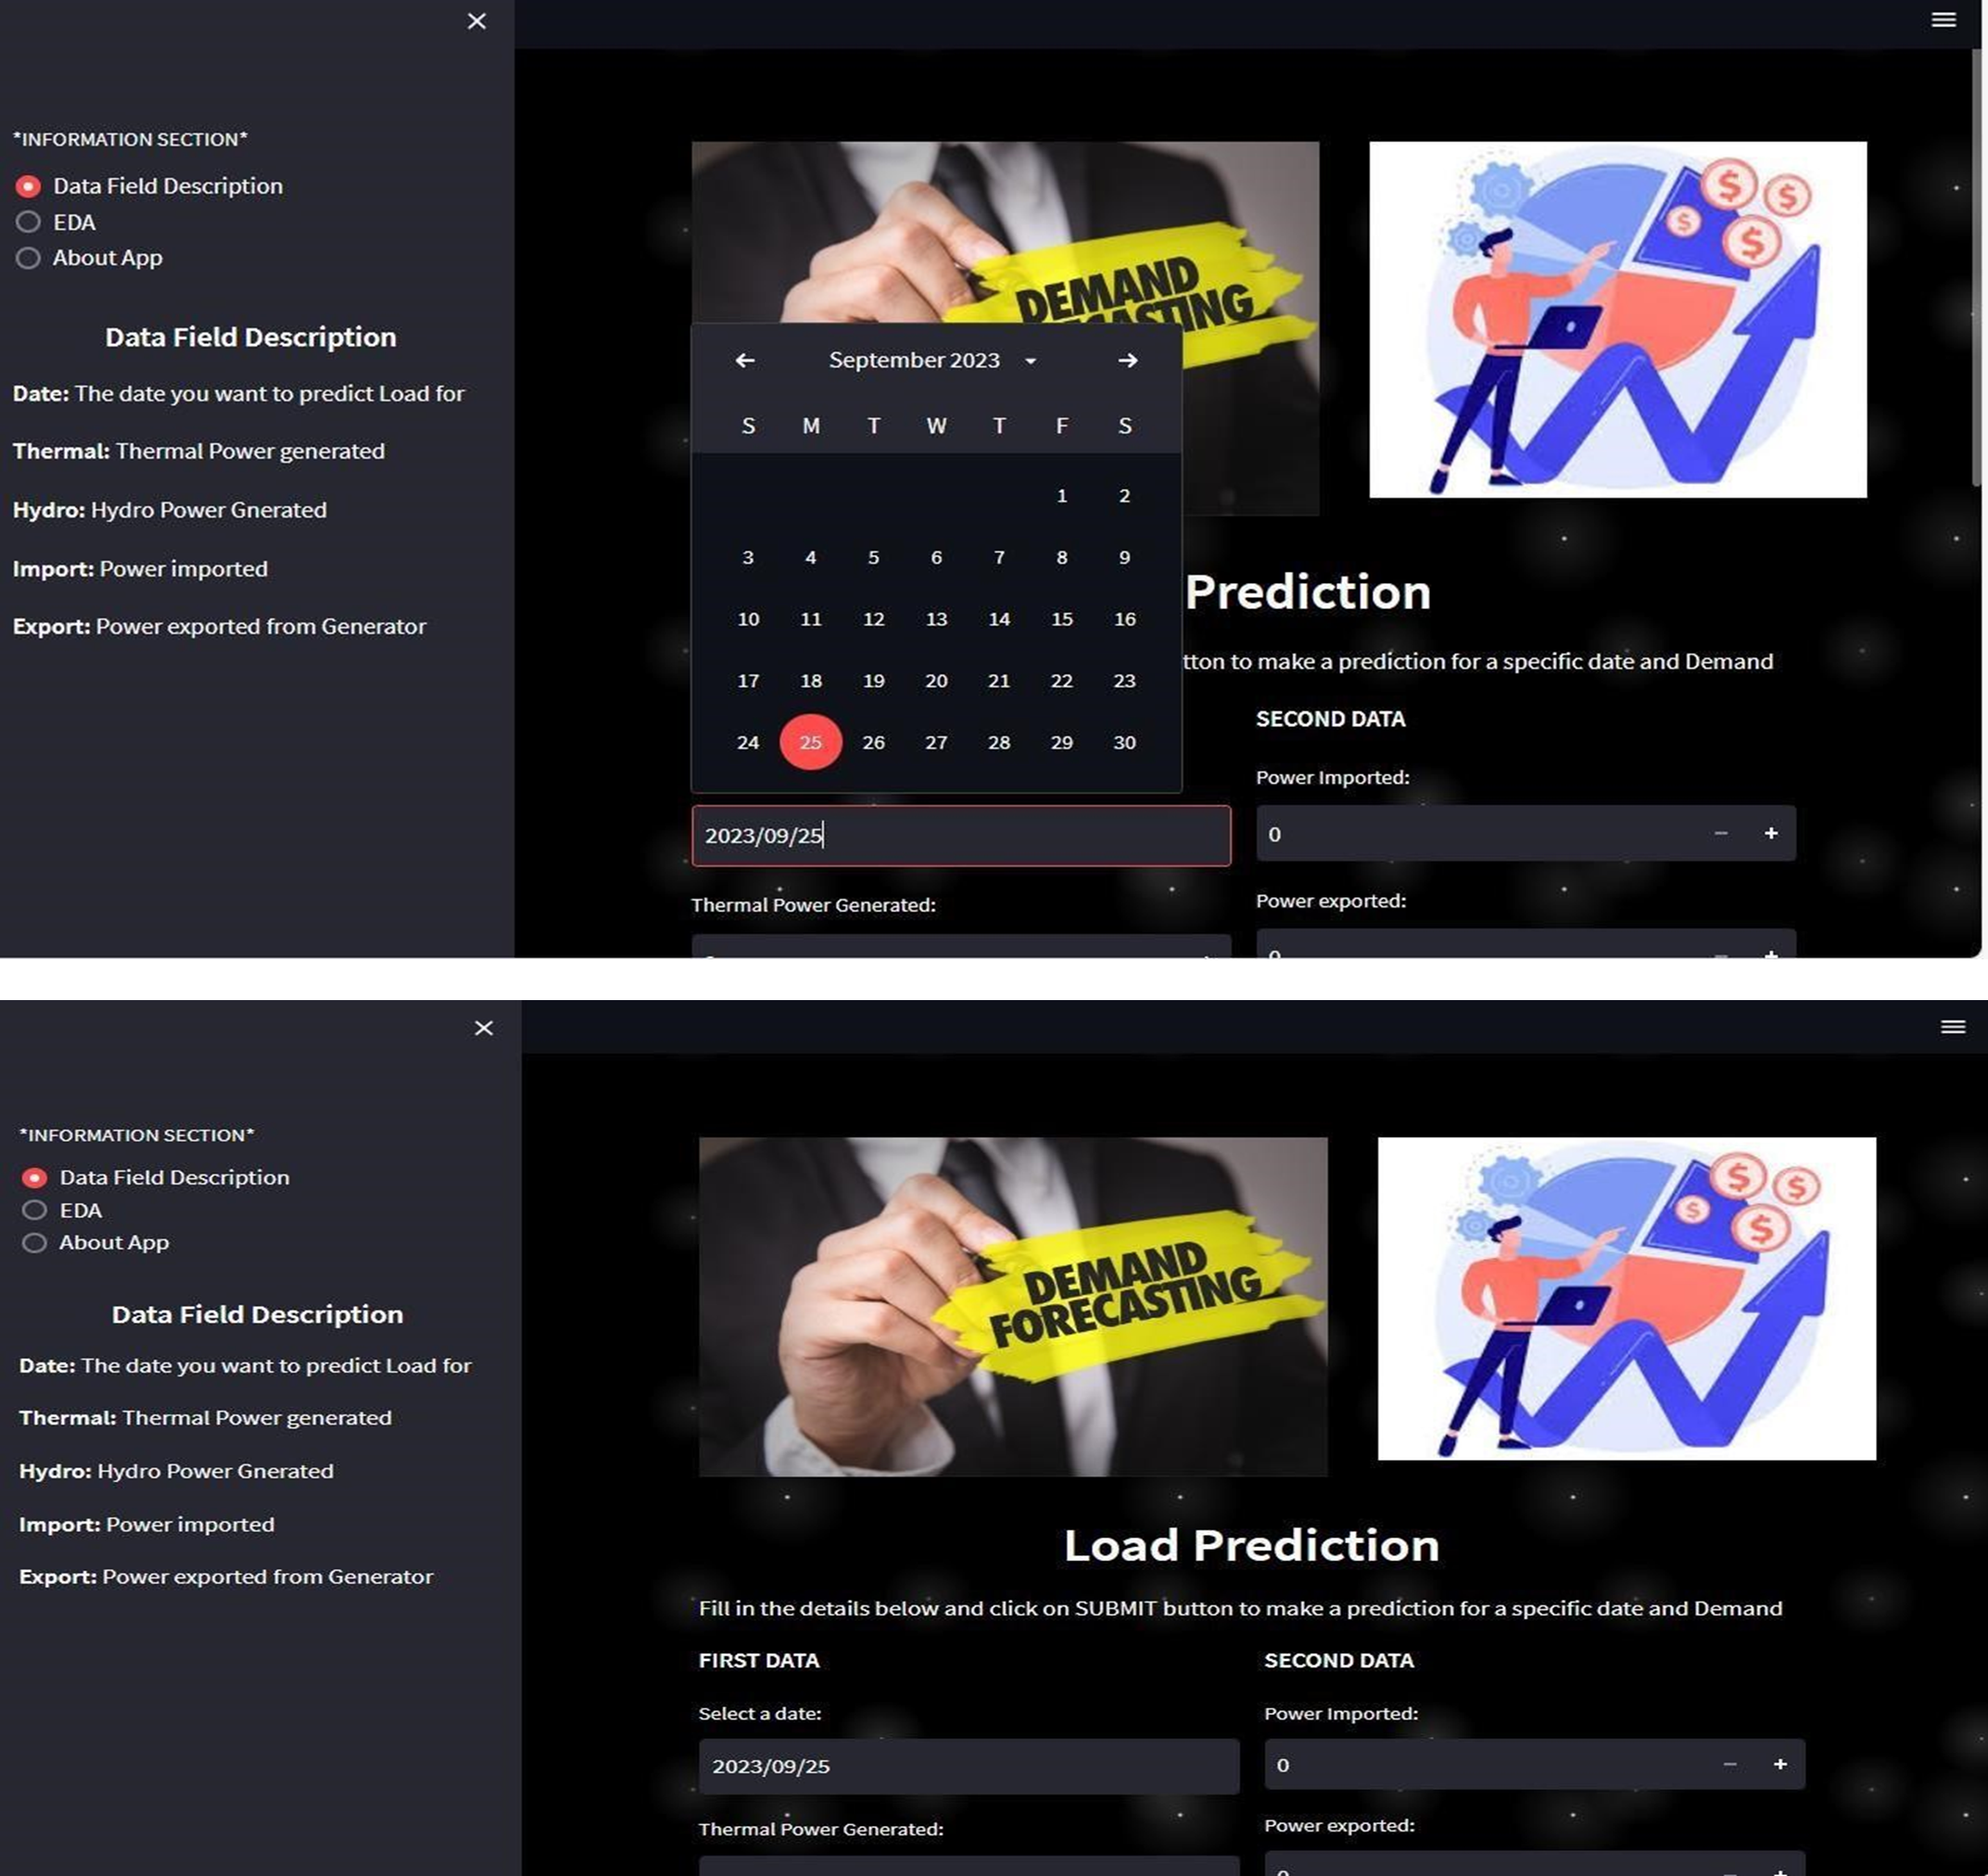 *INFORMATION SECTION*
Data Field Description
EDA
About App
Data Field Description
Date: The date you want to predict Load for
Thermal: Thermal Power generated
Hydro: Hydro Power Gnerated
Import: Power imported
Export: Power exported from Generator
DEMAND
September 2023
S M T W T F S
1 2
3 4 5 6 7 8 9
10 11 12 13 14 15 16
17 18 19 20 21 22 23
24 25 26 27 28 29 30
Prediction
to make a prediction for a specific date and Demand
2023/09/25
Thermal Power Generated:
SECOND DATA
Power Imported:
0 − +
Power exported:
*INFORMATION SECTION*
Data Field Description
EDA
About App
Data Field Description
Date: The date you want to predict Load for
Thermal: Thermal Power generated
Hydro: Hydro Power Gnerated
Import: Power imported
Export: Power exported from Generator
DEMAND
FORECASTING
Load Prediction
Fill in the details below and click on SUBMIT button to make a prediction for a specific date and Demand
FIRST DATA
Select a date:
2023/09/25
Thermal Power Generated:
SECOND DATA
Power Imported:
0 − +
Power exported: